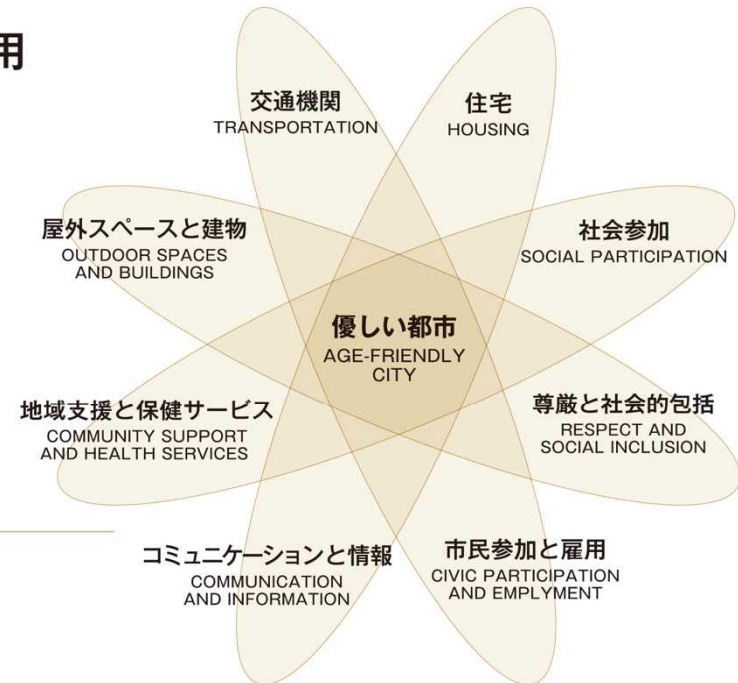 用
交通機関
TRANSPORTATION
住宅
HOUSING
屋外スペースと建物
OUTDOOR SPACES
AND BUILDINGS
社会参加
SOCIAL PARTICIPATION
優しい都市
AGE-FRIENDLY
CITY
地域支援と保健サービス
COMMUNITY SUPPORT
AND HEALTH SERVICES
尊厳と社会的包括
RESPECT AND
SOCIAL INCLUSION
コミュニケーションと情報
COMMUNICATION
AND INFORMATION
市民参加と雇用
CIVIC PARTICIPATION
AND EMPLYMENT